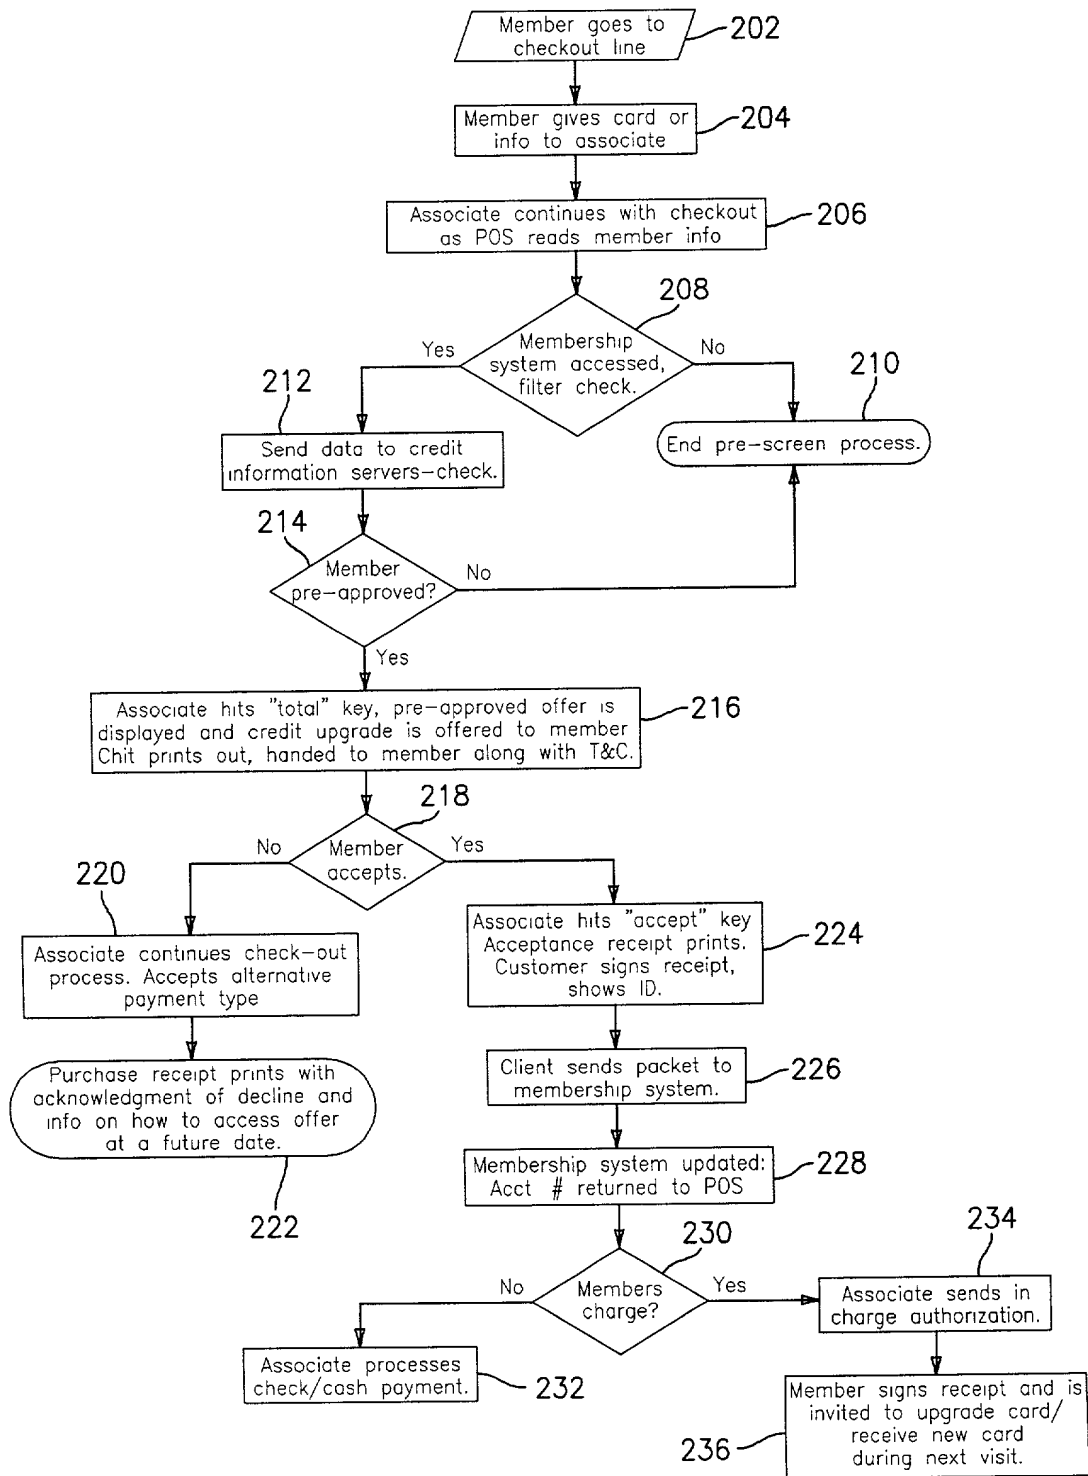 Member goes to
checkout line
202
Member gives card or
info to associate
204
Associate continues with checkout
as POS reads member info
206
208
Membership
system accessed,
filter check.
Yes
No
210
End pre-screen process.
212
Send data to credit
information servers-check.
214
Member
pre-approved?
No
Yes
Associate hits "total" key, pre-approved offer is
displayed and credit upgrade is offered to member
Chit prints out, handed to member along with T&C.
216
218
Member
accepts.
No
Yes
220
Associate continues check-out
process. Accepts alternative
payment type
Associate hits "accept" key
Acceptance receipt prints.
Customer signs receipt,
shows ID.
224
Purchase receipt prints with
acknowledgment of decline and
info on how to access offer
at a future date.
222
Client sends packet to
membership system.
226
Membership system updated:
Acct # returned to POS
228
230
Members
charge?
No
Yes
234
Associate sends in
charge authorization.
Associate processes
check/cash payment.
232
Member signs receipt and is
invited to upgrade card/
receive new card
during next visit.
236